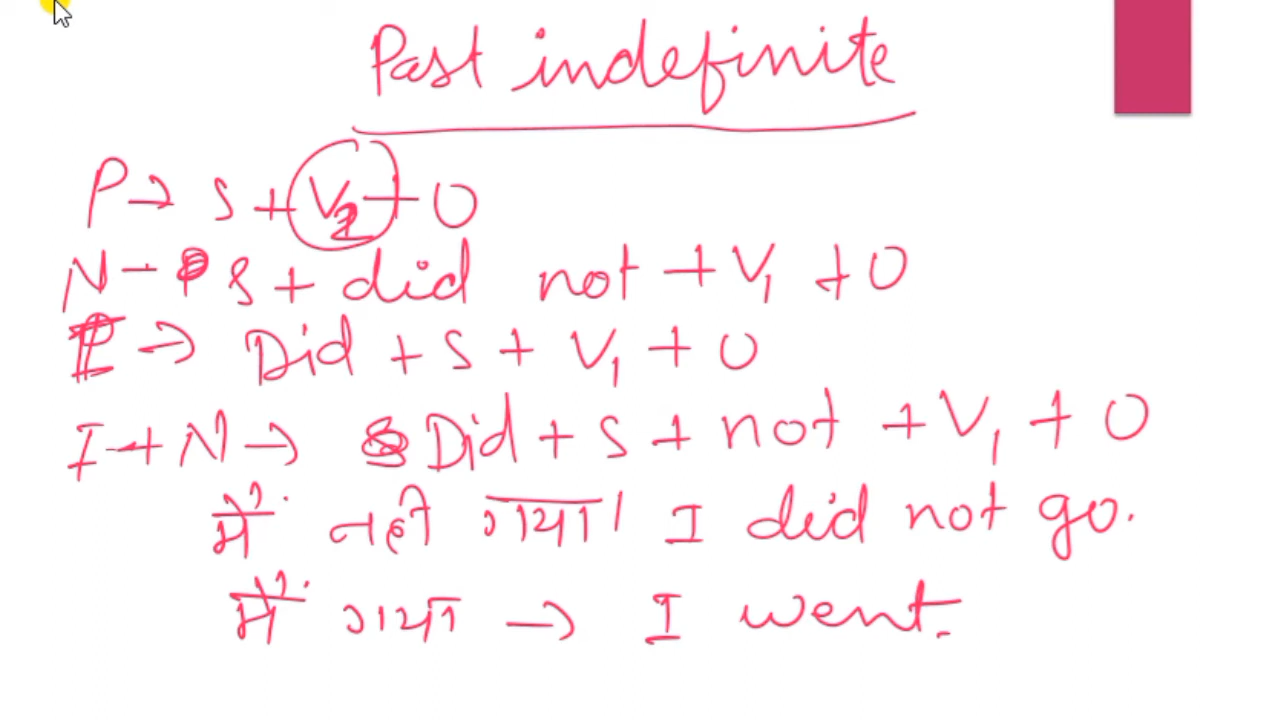 Past indefinite
P → S + V2 + O
N - S + did not + V1 + O
I → Did + S + V1 + O
I + N → Did + S + not + V1 + O
मैं नही गया। I did not go.
मैं गया → I went.